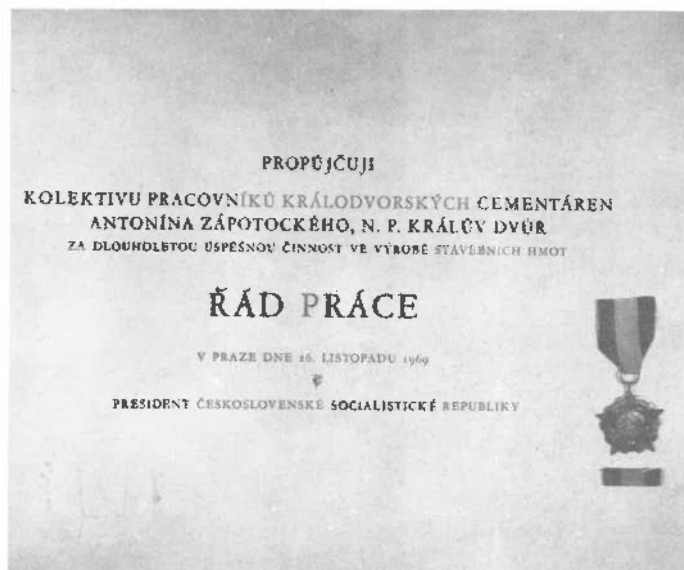 PROPŮJČUJI
KOLEKTIVU PRACOVNÍKŮ KRÁLODVORSKÝCH CEMENTÁREN
ANTONÍNA ZÁPOTOCKÉHO, N. P. KRÁLŮV DVŮR
ZA DLOUHOLETOU ÚSPĚŠNOU ČINNOST VE VÝROBĚ STAVEBNÍCH HMOT
ŘÁD PRÁCE
V PRAZE DNE 26. LISTOPADU 1969
PRESIDENT ČESKOSLOVENSKÉ SOCIALISTICKÉ REPUBLIKY